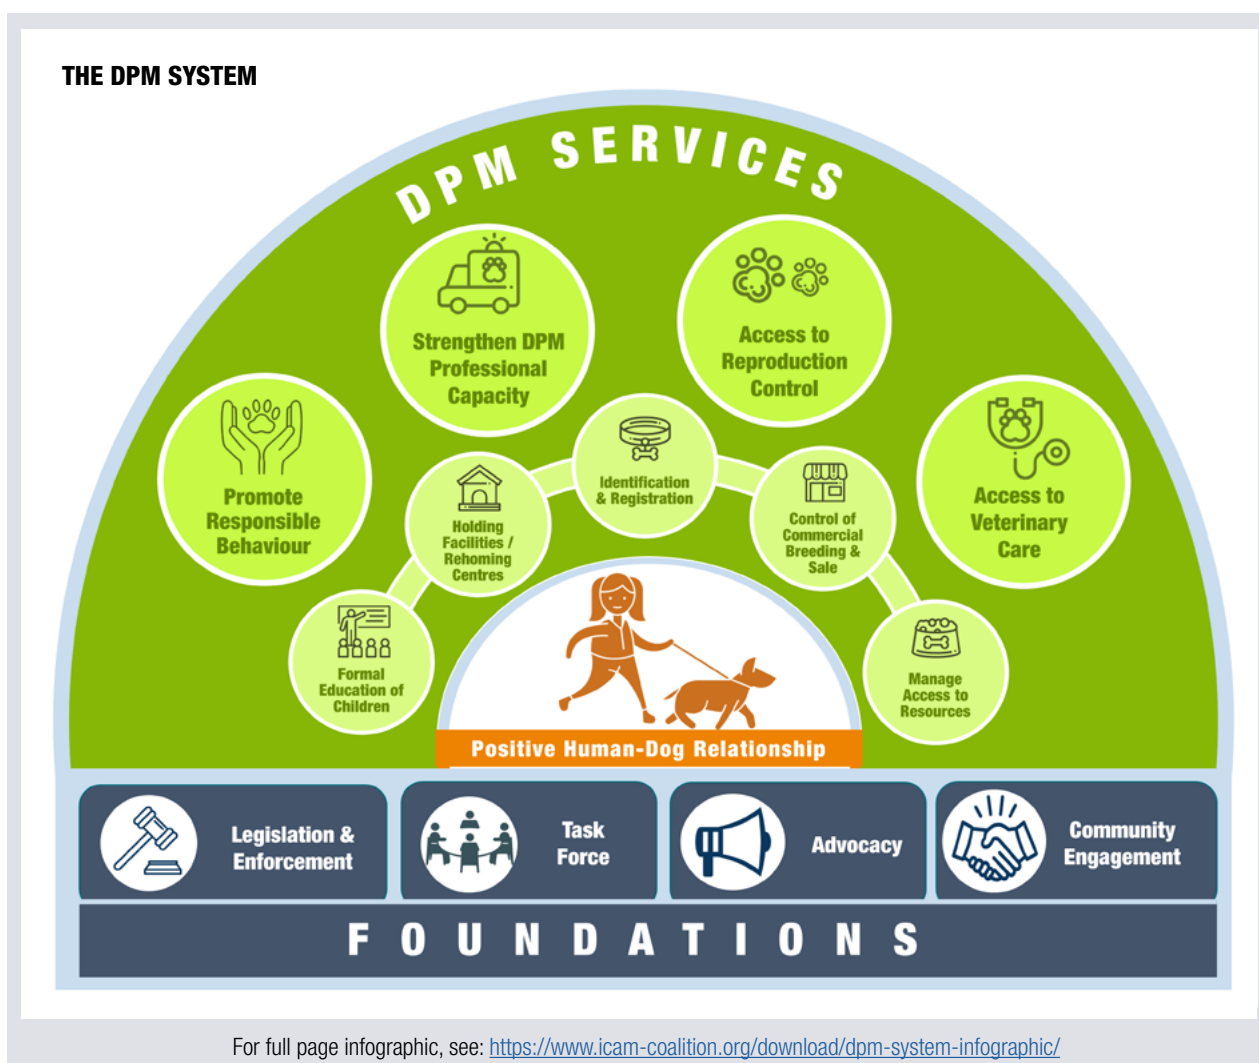 THE DPM SYSTEM
DPM SERVICES
Strengthen DPM
Professional
Capacity
Access to
Reproduction
Control
Promote
Responsible
Behaviour
Access to
Veterinary
Care
Identification
& Registration
Holding
Facilities /
Rehoming
Centres
Control of
Commercial
Breeding &
Sale
Formal
Education of
Children
Manage
Access to
Resources
Positive Human-Dog Relationship
Legislation &
Enforcement
Task
Force
Advocacy
Community
Engagement
FOUNDATIONS
For full page infographic, see: https://www.icam-coalition.org/download/dpm-system-infographic/